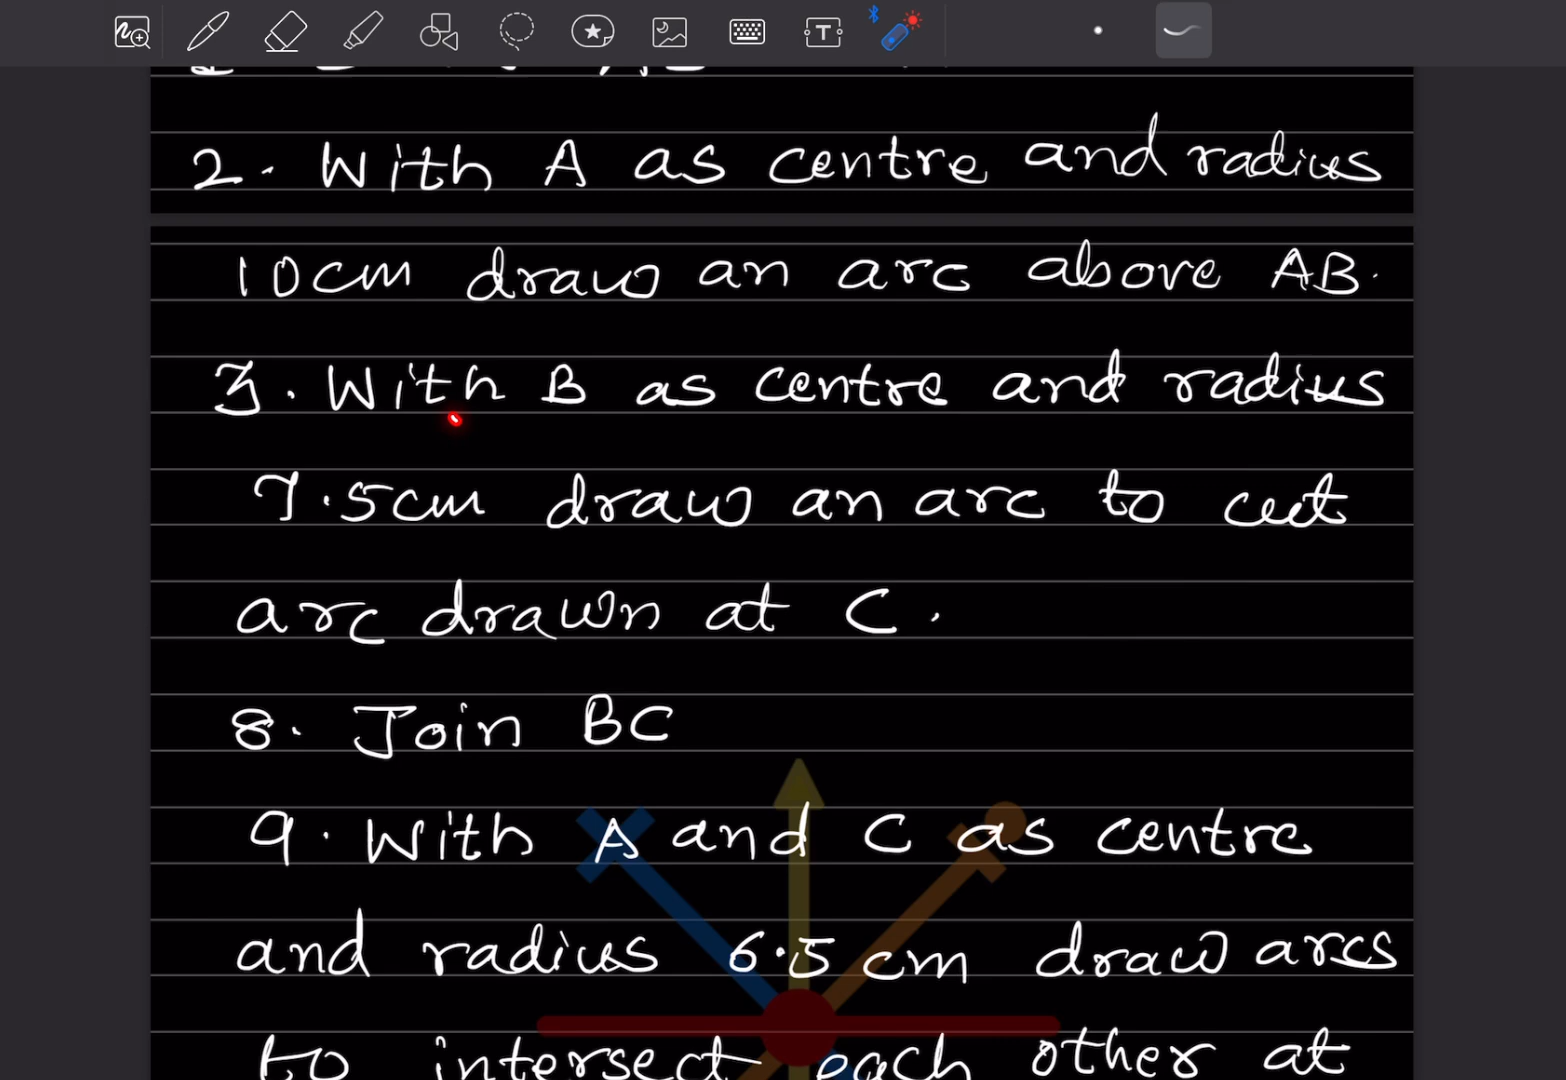 2. With A as centre and radius
10cm draw an arc above AB.
3. With B as centre and radius
7.5cm draw an arc to cut
arc drawn at C.
8. Join BC
9. With A and C as centre
and radius 6.5 cm draw arcs
to intersect each other at